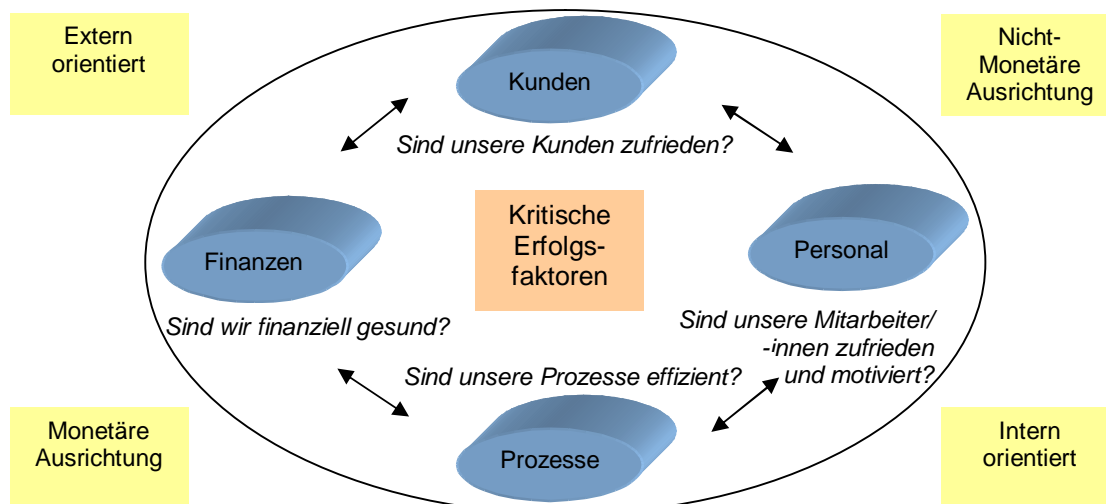 Extern
orientiert
Kunden
Nicht-
Monetäre
Ausrichtung
Sind unsere Kunden zufrieden?
Kritische
Erfolgs-
faktoren
Finanzen
Personal
Sind wir finanziell gesund?
Sind unsere Mitarbeiter/
-innen zufrieden
und motiviert?
Sind unsere Prozesse effizient?
Monetäre
Ausrichtung
Prozesse
Intern
orientiert